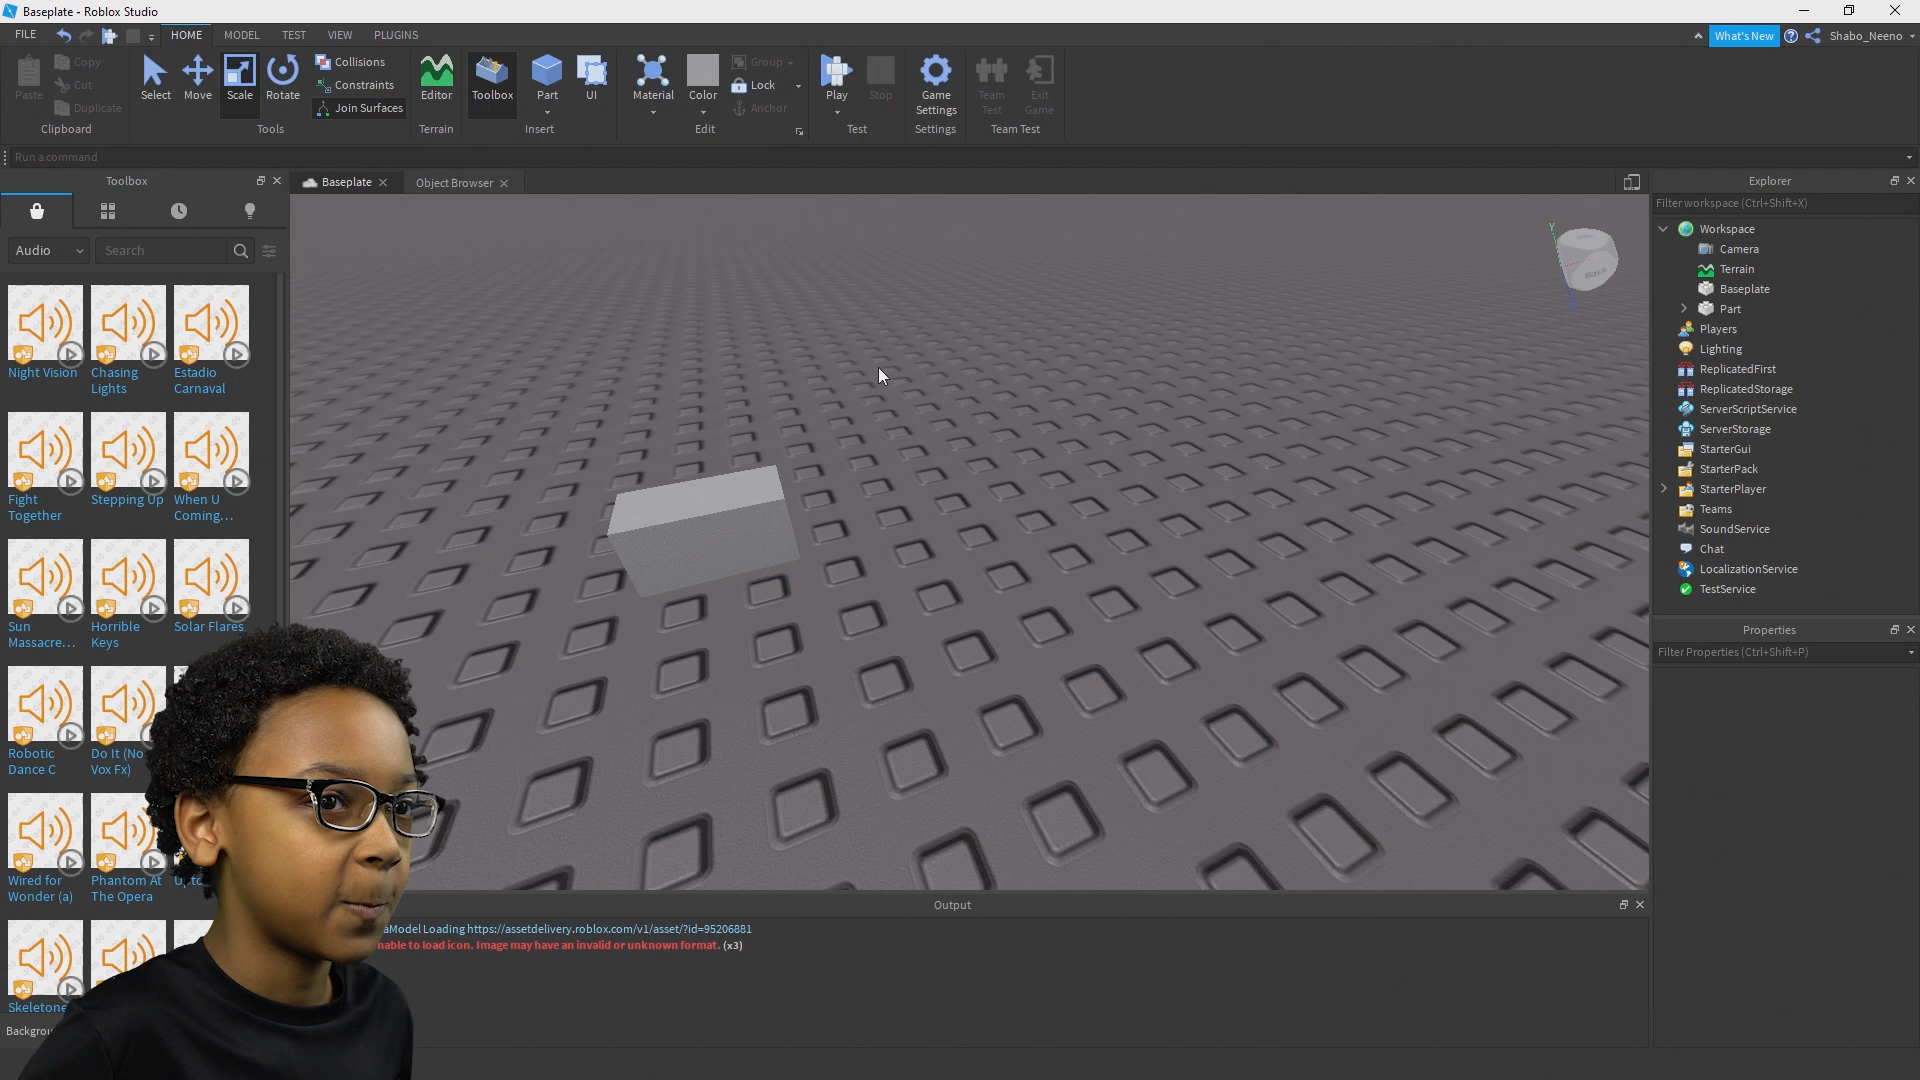 Baseplate - Roblox Studio
FILE
HOME
MODEL
TEST
VIEW
PLUGINS
What's New
Shabo_Neeno
Paste
Copy
Cut
Duplicate
Clipboard
Select
Move
Scale
Rotate
Collisions
Constraints
Join Surfaces
Tools
Editor
Terrain
Toolbox
Part
UI
Insert
Material
Color
Group
Lock
Anchor
Edit
Play
Stop
Test
Game
Settings
Settings
Team
Test
Exit
Game
Team Test
Run a command
Toolbox
Audio
Search
Night Vision
Chasing
Lights
Estadio
Carnaval
Fight
Together
Stepping Up
When U
Coming...
Sun
Massacre...
Horrible
Keys
Solar Flares
Robotic
Dance C
Do It (No
Vox Fx)
Wired for
Wonder (a)
Phantom At
The Opera
Skeletone
Backgrou
Baseplate
Object Browser
Y
Back
Output
aModel Loading https://assetdelivery.roblox.com/v1/asset/?id=95206881
nable to load icon. Image may have an invalid or unknown format. (x3)
Explorer
Filter workspace (Ctrl+Shift+X)
Workspace
Camera
Terrain
Baseplate
Part
Players
Lighting
ReplicatedFirst
ReplicatedStorage
ServerScriptService
ServerStorage
StarterGui
StarterPack
StarterPlayer
Teams
SoundService
Chat
LocalizationService
TestService
Properties
Filter Properties (Ctrl+Shift+P)